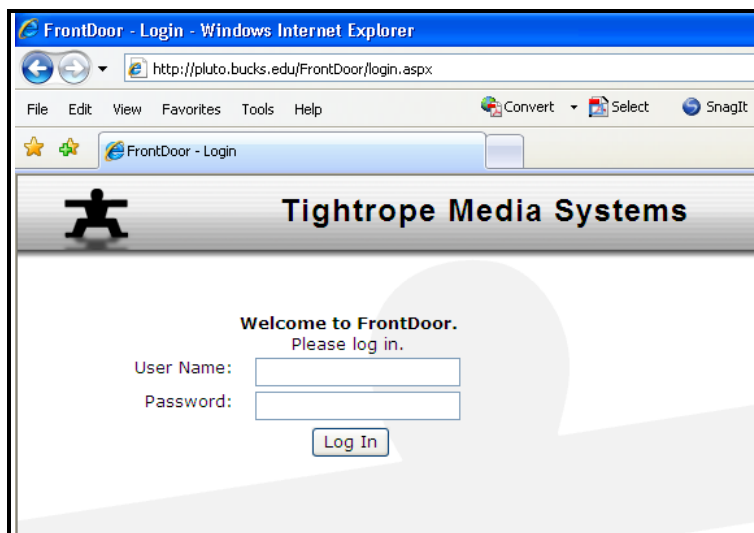 FrontDoor - Login - Windows Internet Explorer
http://pluto.bucks.edu/FrontDoor/login.aspx
File Edit View Favorites Tools Help Convert Select SnagIt
FrontDoor - Login
Tightrope Media Systems
Welcome to FrontDoor.
Please log in.
User Name:
Password:
Log In